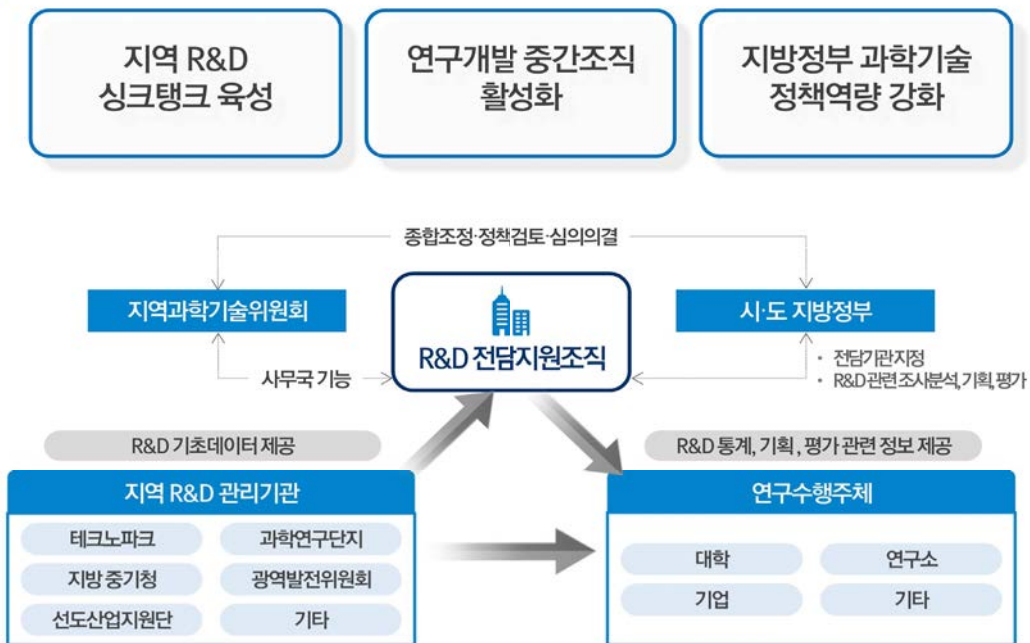 지역 R&D
싱크탱크 육성
연구개발 중간조직
활성화
지방정부 과학기술
정책역량 강화
종합조정·정책검토·심의의결
지역과학기술위원회
R&D 전담지원조직
시·도 지방정부
사무국 기능
· 전담기관지정
· R&D 관련 조사분석, 기획, 평가
R&D 기초데이터 제공
지역 R&D 관리기관
테크노파크
과학연구단지
지방 중기청
광역발전위원회
선도산업지원단
기타
R&D 통계, 기획, 평가 관련 정보 제공
연구수행주체
대학
연구소
기업
기타